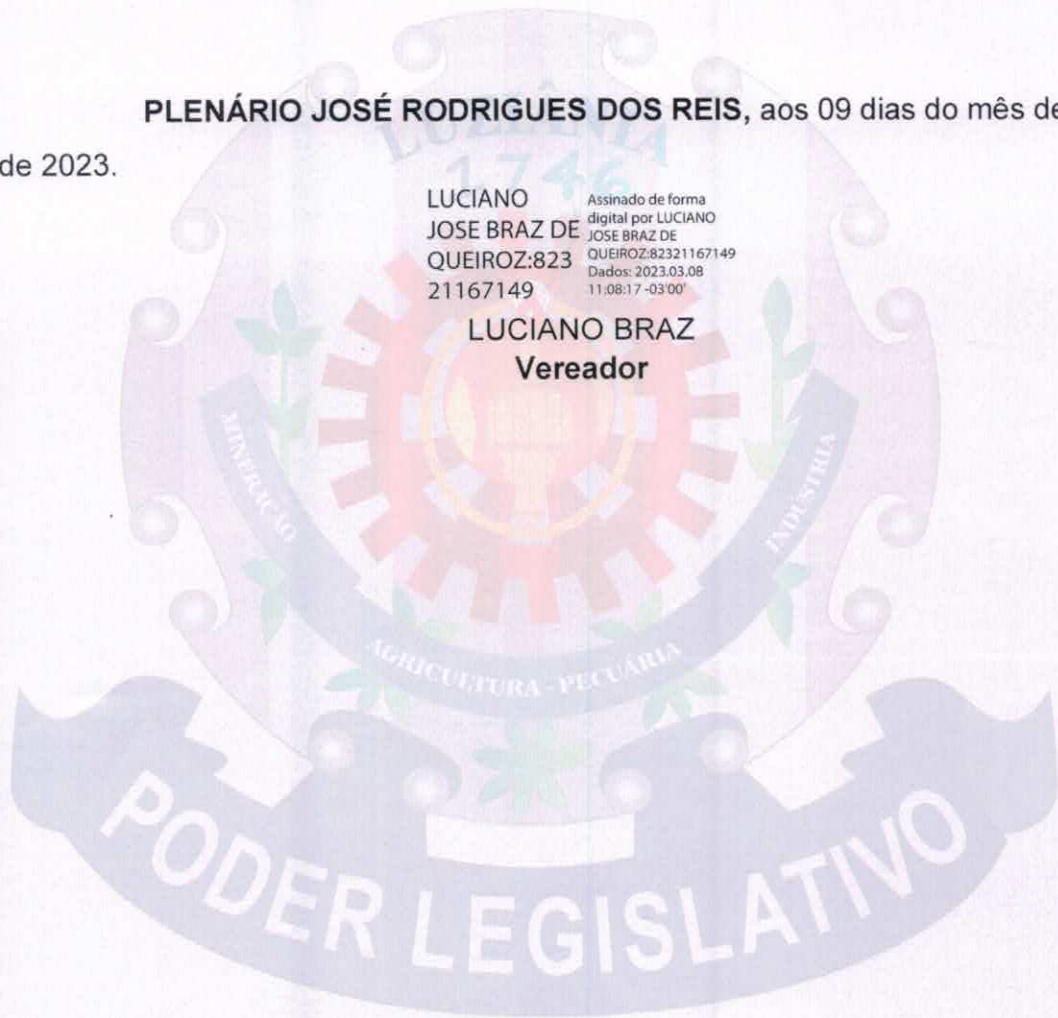 PLENÁRIO JOSÉ RODRIGUES DOS REIS, aos 09 dias do mês de
de 2023.
LUZIÂNIA
1746
LUCIANO
JOSE BRAZ DE
QUEIROZ:823
21167149
Assinado de forma
digital por LUCIANO
JOSE BRAZ DE
QUEIROZ:82321167149
Dados: 2023.03.08
11:08:17 -03'00'
LUCIANO BRAZ
Vereador
MINERAÇÃO
INDÚSTRIA
AGRICULTURA - PECUÁRIA
PODER LEGISLATIVO